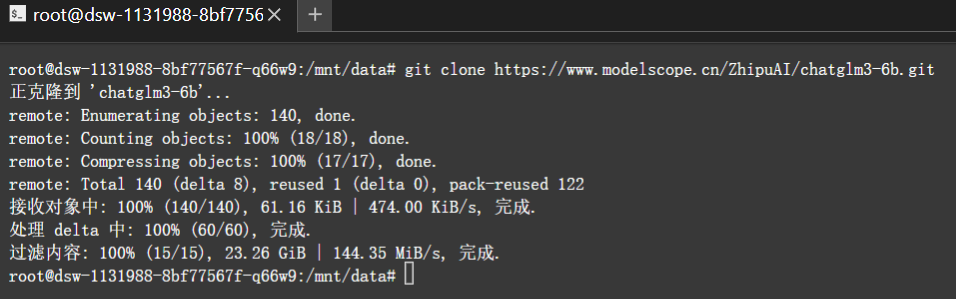 root@dsw-1131988-8bf7756
root@dsw-1131988-8bf77567f-q66w9:/mnt/data# git clone https://www.modelscope.cn/ZhipuAI/chatglm3-6b.git
正克隆到 'chatglm3-6b'...
remote: Enumerating objects: 140, done.
remote: Counting objects: 100% (18/18), done.
remote: Compressing objects: 100% (17/17), done.
remote: Total 140 (delta 8), reused 1 (delta 0), pack-reused 122
接收对象中: 100% (140/140), 61.16 KiB | 474.00 KiB/s, 完成.
处理 delta 中: 100% (60/60), 完成.
过滤内容: 100% (15/15), 23.26 GiB | 144.35 MiB/s, 完成.
root@dsw-1131988-8bf77567f-q66w9:/mnt/data#